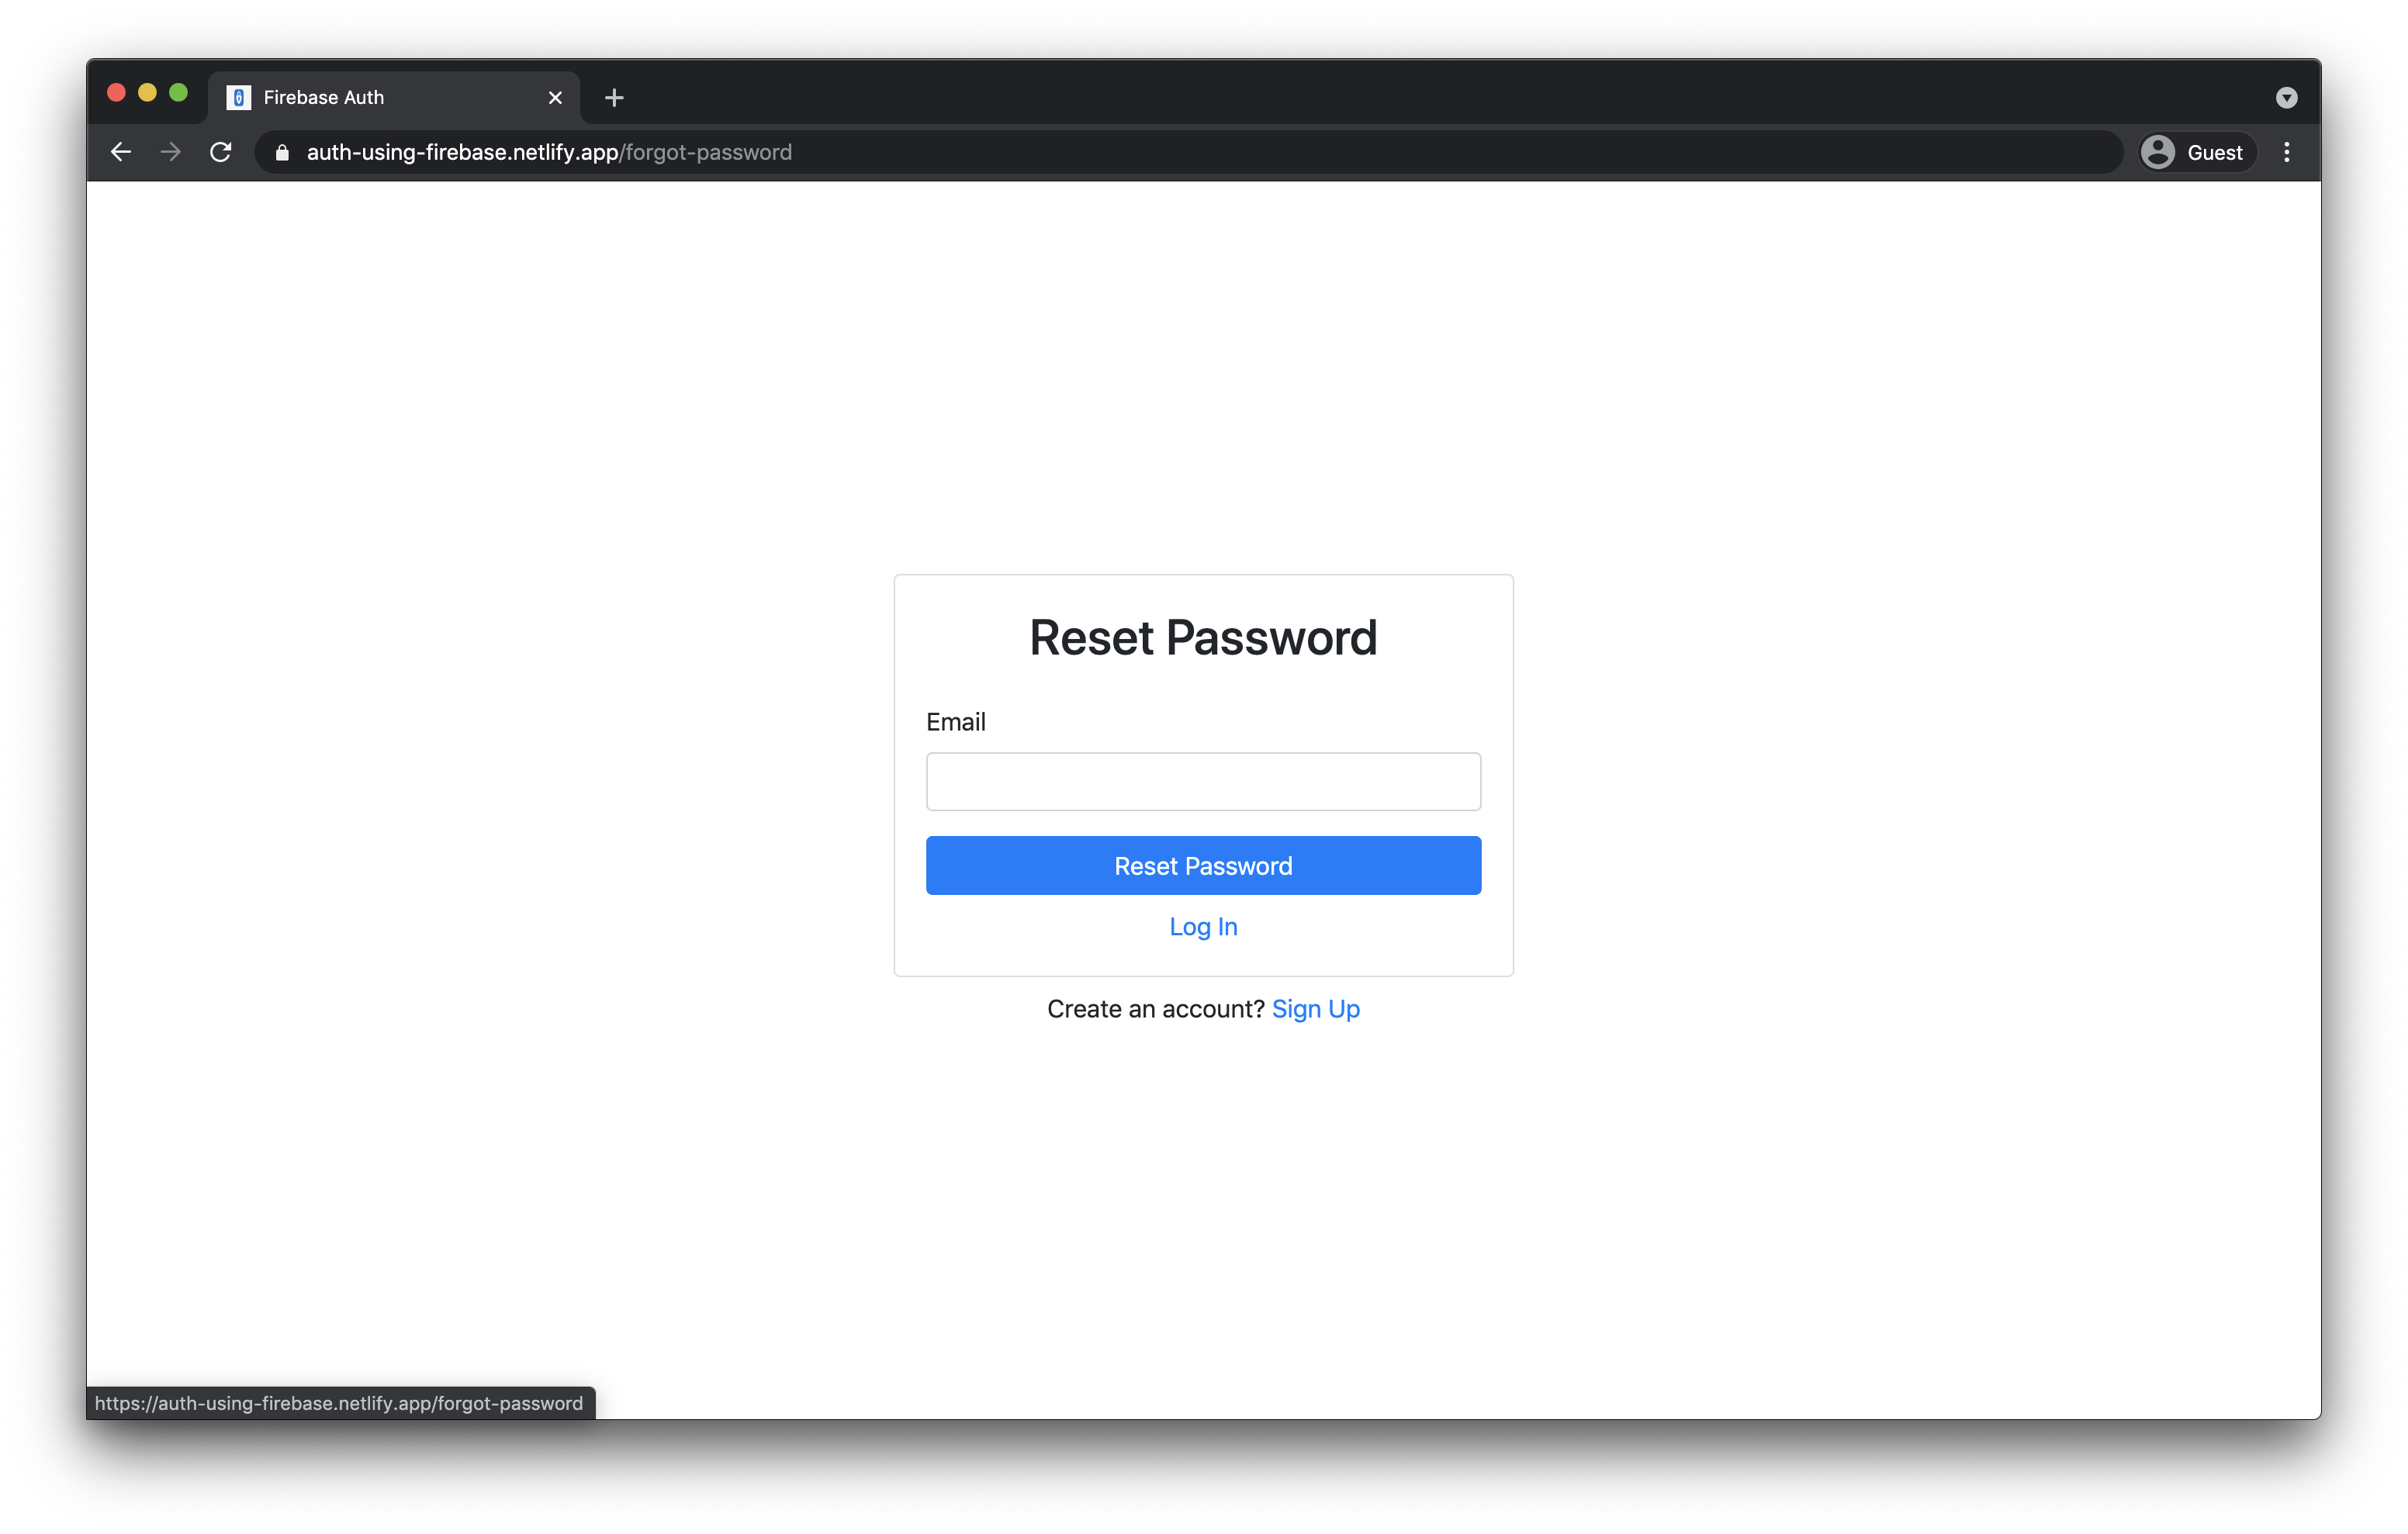 Firebase Auth
auth-using-firebase.netlify.app/forgot-password
Guest
Reset Password
Email
Reset Password
Log In
Create an account? Sign Up
https://auth-using-firebase.netlify.app/forgot-password